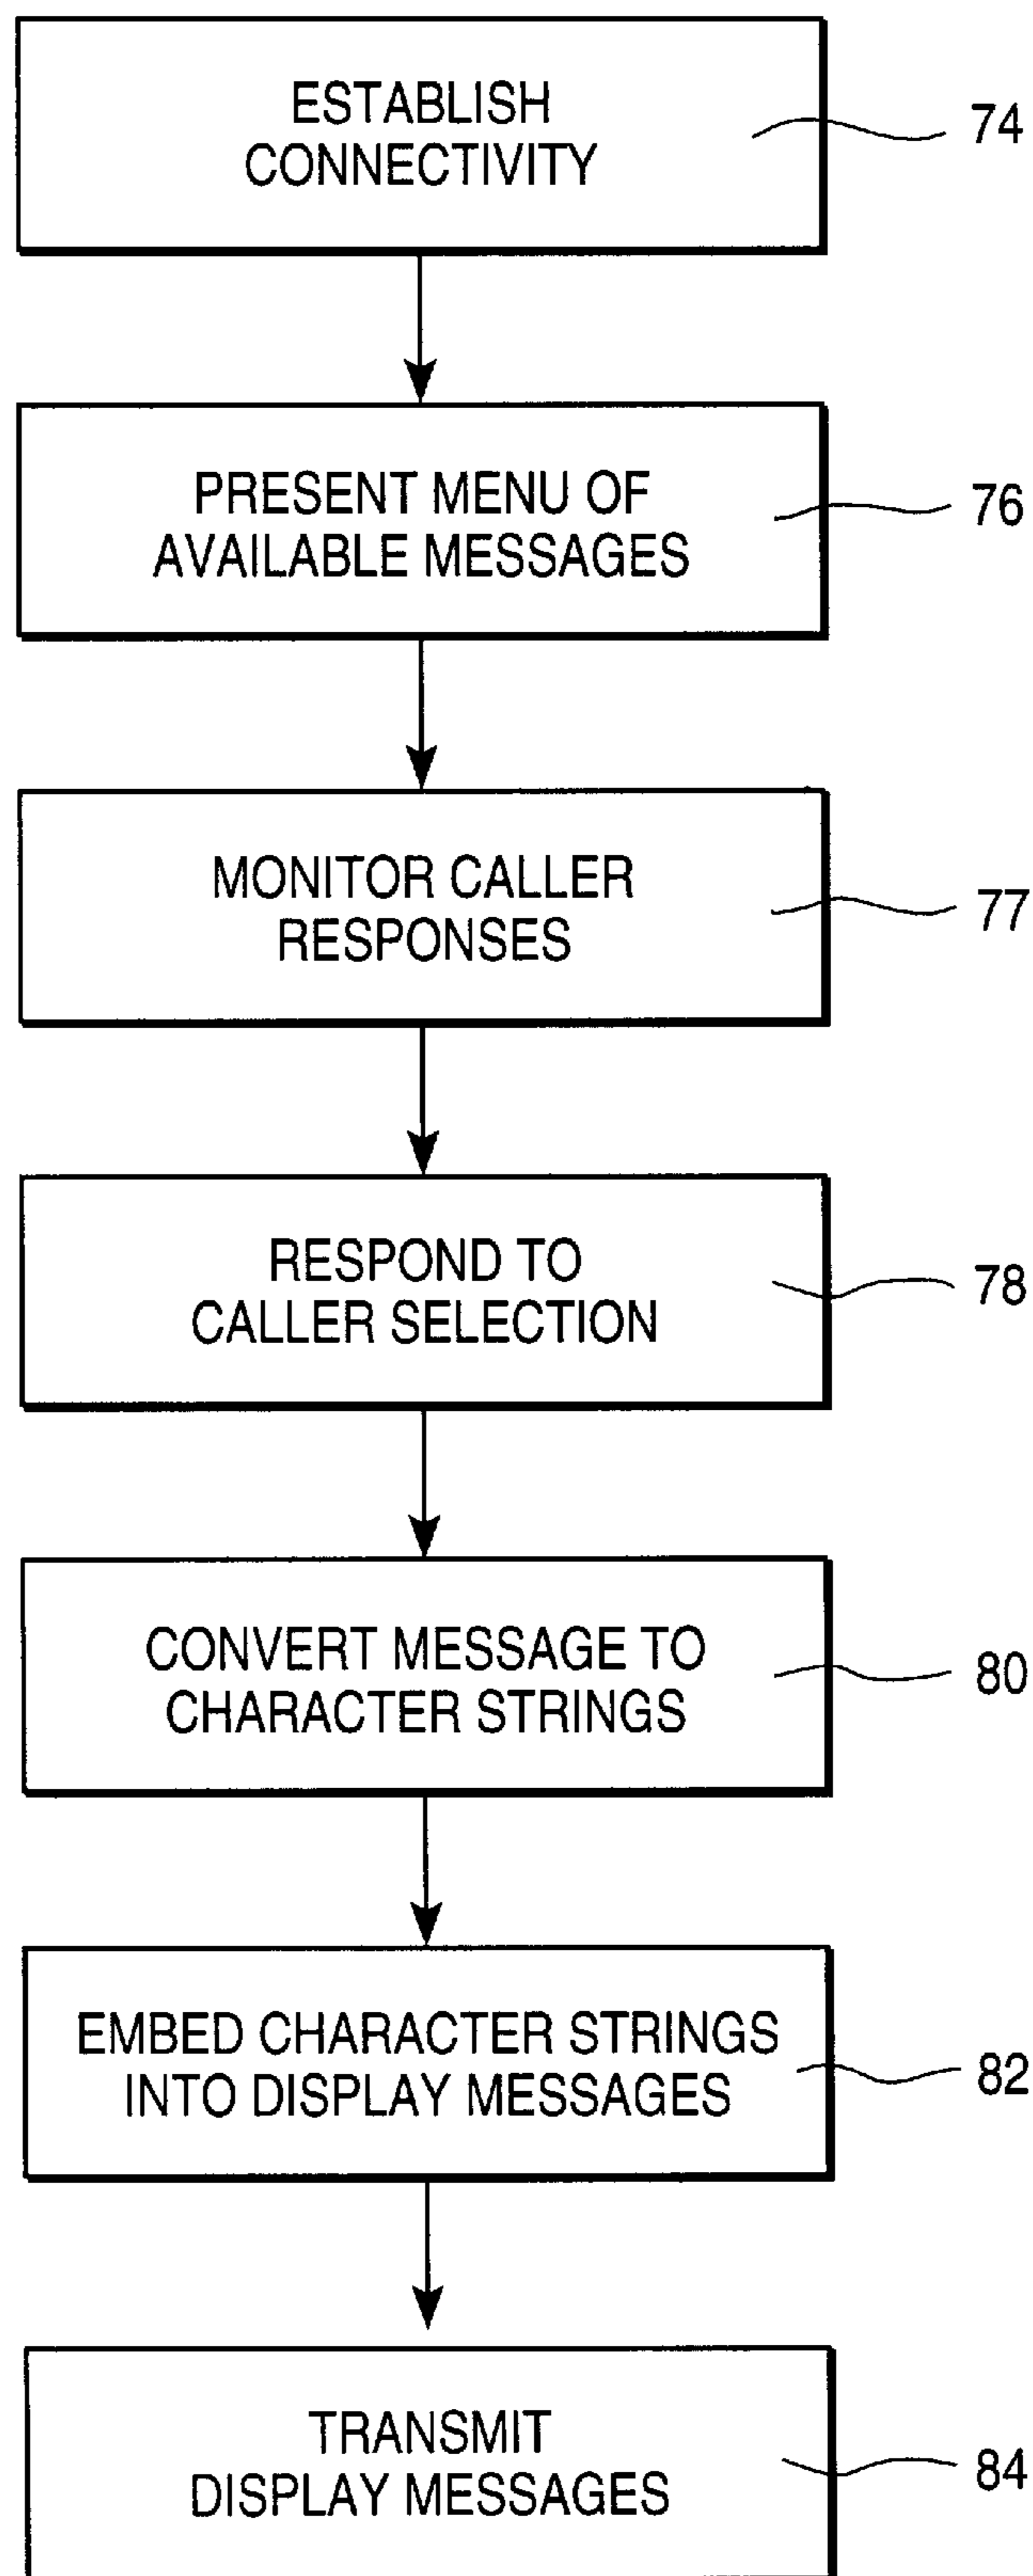 ESTABLISH
CONNECTIVITY
74
PRESENT MENU OF
AVAILABLE MESSAGES
76
MONITOR CALLER
RESPONSES
77
RESPOND TO
CALLER SELECTION
78
CONVERT MESSAGE TO
CHARACTER STRINGS
80
EMBED CHARACTER STRINGS
INTO DISPLAY MESSAGES
82
TRANSMIT
DISPLAY MESSAGES
84